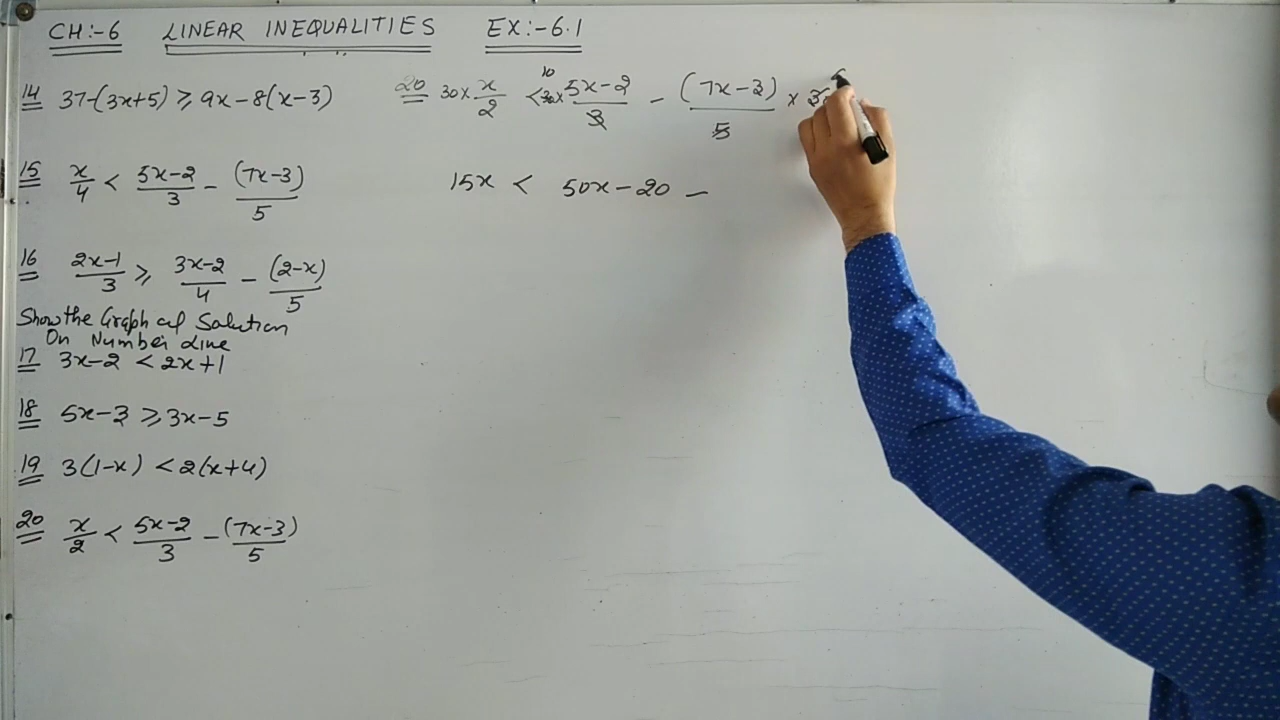 CH:-6 LINEAR INEQUALITIES EX:-6.1
14 37-(3x+5) ≥ 9x-8(x-3)
15 x/4 < (5x-2)/3 - (7x-3)/5
16 (2x-1)/3 ≥ (3x-2)/4 - (2-x)/5
Show the Graph of Solution
On Number Line
17 3x-2 < 2x+1
18 5x-3 ≥ 3x-5
19 3(1-x) < 2(x+4)
20 x/2 < (5x-2)/3 - (7x-3)/5
10
20 30 × x/2 < 30 × (5x-2)/3 - (7x-3)/5 ×
15x < 50x-20 -